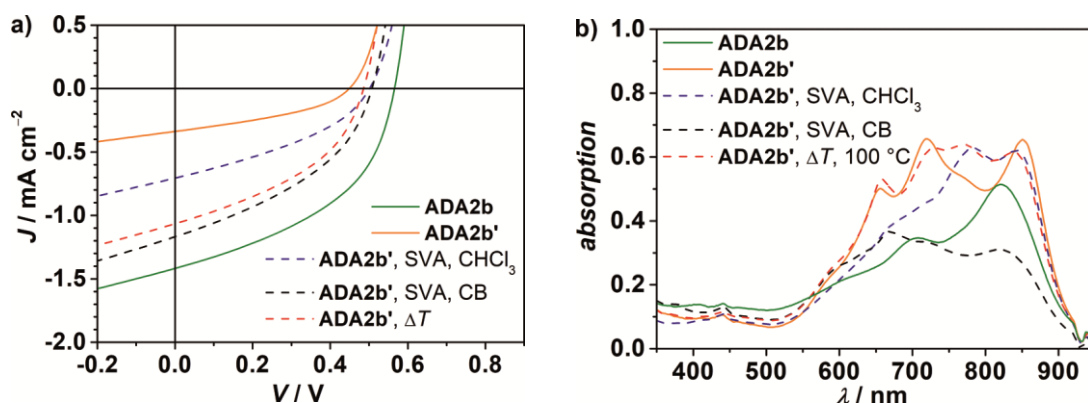 a)
0.5
0.0
-0.5
-1.0
-1.5
-2.0
J / mA cm⁻²
-0.2 0.0 0.2 0.4 0.6 0.8
V / V
ADA2b
ADA2b'
ADA2b', SVA, CHCl₃
ADA2b', SVA, CB
ADA2b', ΔT
b)
1.0
0.8
0.6
0.4
0.2
0.0
absorption
400 500 600 700 800 900
λ / nm
ADA2b
ADA2b'
ADA2b', SVA, CHCl₃
ADA2b', SVA, CB
ADA2b', ΔT, 100 °C